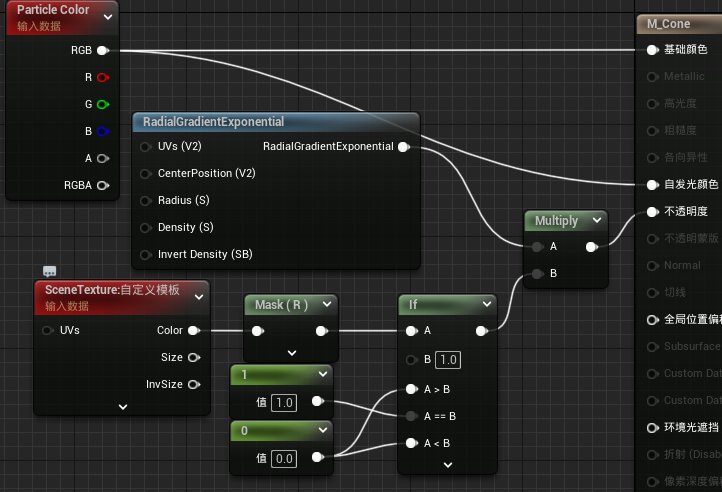 Particle Color
输入数据
RGB
R
G
B
A
RGBA
RadialGradientExponential
UVs (V2)
RadialGradientExponential
CenterPosition (V2)
Radius (S)
Density (S)
Invert Density (SB)
SceneTexture:自定义模板
输入数据
UVs
Color
Size
InvSize
Mask ( R )
1
值 1.0
0
值 0.0
If
A
B 1.0
A > B
A == B
A < B
Multiply
A
B
M_Cone
基础颜色
Metallic
高光度
粗糙度
各向异性
自发光颜色
不透明度
不透明蒙版
Normal
切线
全局位置偏移
Subsurface
Custom Dat
Custom Dat
环境光遮挡
折射 (Disab
像素深度偏移